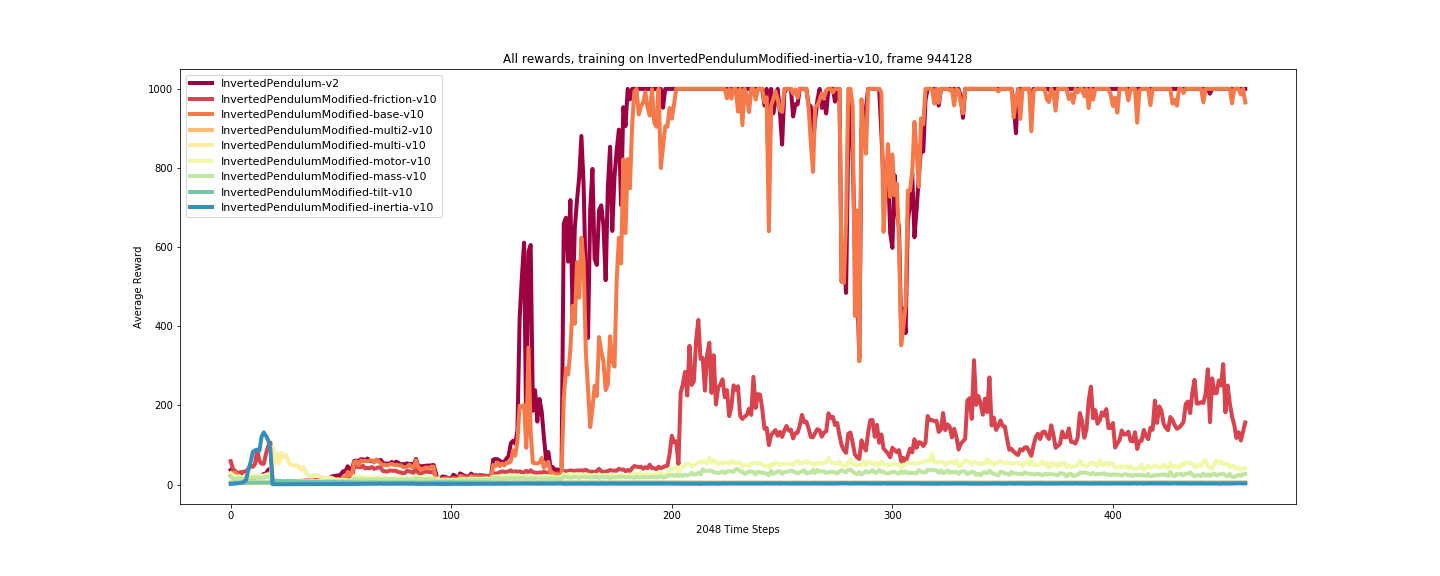 All rewards, training on InvertedPendulumModified-inertia-v10, frame 944128
InvertedPendulum-v2
InvertedPendulumModified-friction-v10
InvertedPendulumModified-base-v10
InvertedPendulumModified-multi2-v10
InvertedPendulumModified-multi-v10
InvertedPendulumModified-motor-v10
InvertedPendulumModified-mass-v10
InvertedPendulumModified-tilt-v10
InvertedPendulumModified-inertia-v10
Average Reward
1000
800
600
400
200
0
0 100 200 300 400
2048 Time Steps